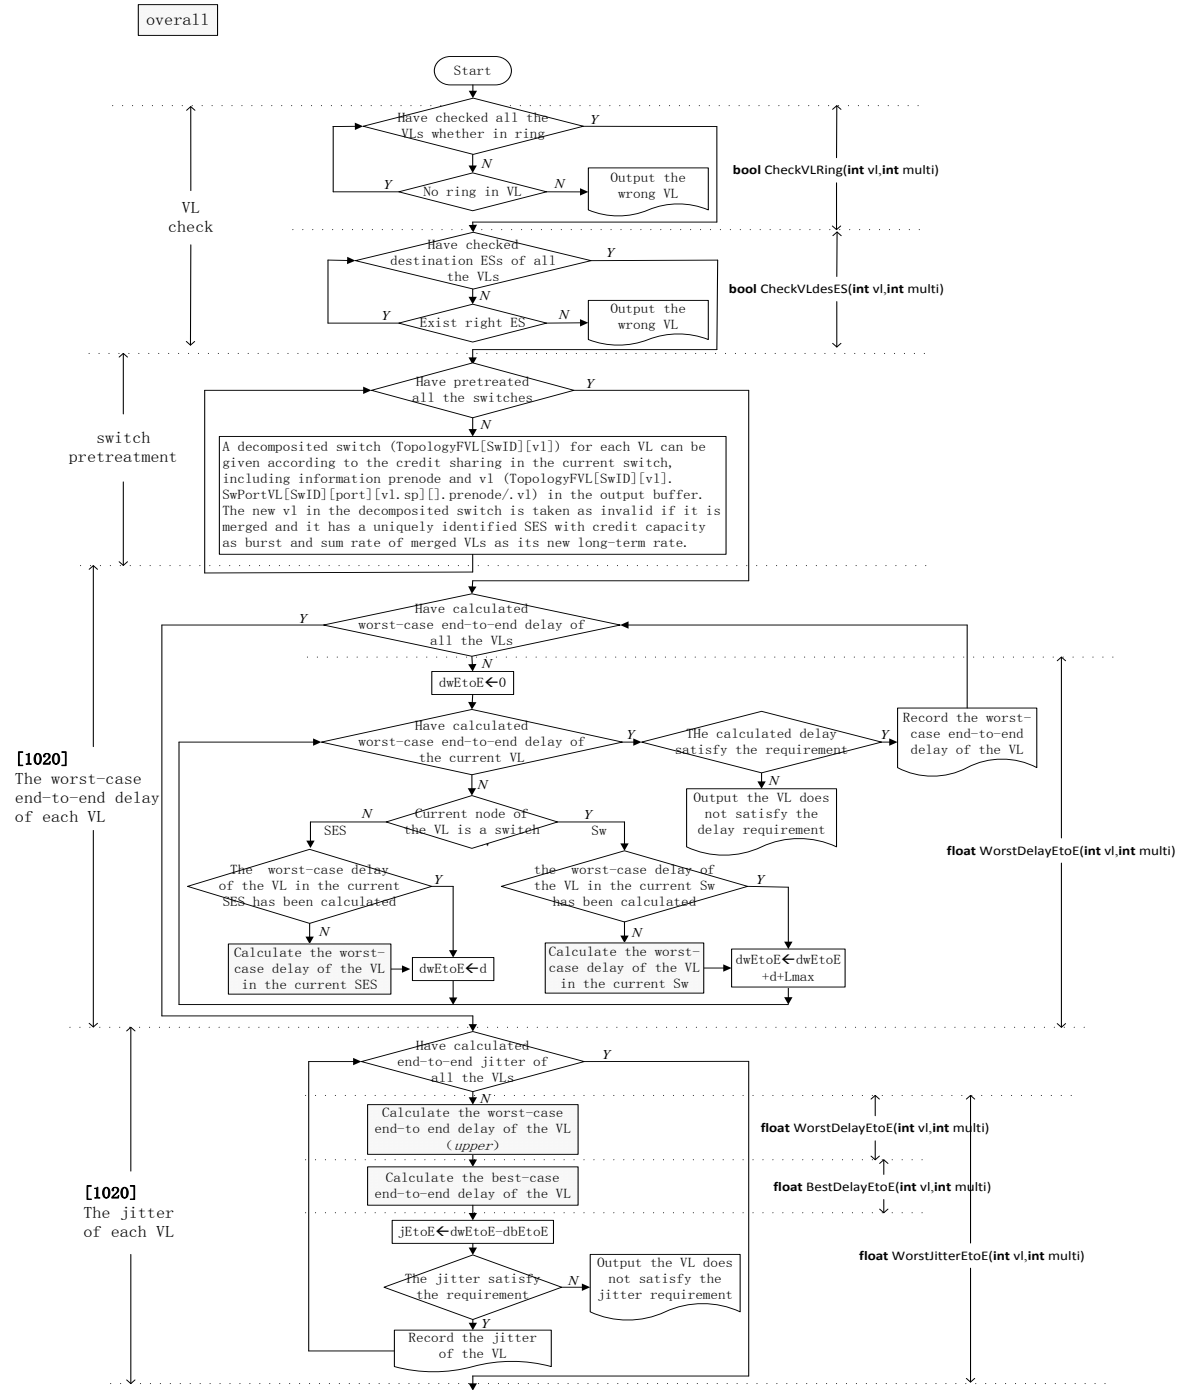 overall
Start
Have checked all the
VLs whether in ring
Y
N
No ring in VL
Y
N
Output the
wrong VL
bool CheckVLRing(int vl,int multi)
VL
check
Have checked
destination ESs of all
the VLs
Y
N
Exist right ES
Y
N
Output the
wrong VL
bool CheckVLdesES(int vl,int multi)
Have pretreated
all the switches
Y
N
switch
pretreatment
A decomposited switch (TopologyFVL[SwID][vl]) for each VL can be
given according to the credit sharing in the current switch,
including information prenode and vl (TopologyFVL[SwID][vl].
SwPortVL[SwID][port][vl.sp][].prenode/.vl) in the output buffer.
The new vl in the decomposited switch is taken as invalid if it is
merged and it has a uniquely identified SES with credit capacity
as burst and sum rate of merged VLs as its new long-term rate.
Have calculated
worst-case end-to-end delay of
all the VLs
Y
N
dwEtoE←0
Have calculated
worst-case end-to-end delay of
the current VL
Y
N
THe calculated delay
satisfy the requirement
Y
N
Record the worst-
case end-to-end
delay of the VL
Output the VL does
not satisfy the
delay requirement
[1020]
The worst-case
end-to-end delay
of each VL
Current node of
the VL is a switch
N
SES
Y
Sw
float WorstDelayEtoE(int vl,int multi)
The worst-case delay
of the VL in the current
SES has been calculated
Y
N
the worst-case delay of
the VL in the current Sw
has been calculated
Y
N
Calculate the worst-
case delay of the VL
in the current SES
dwEtoE←d
Calculate the worst-
case delay of the VL
in the current Sw
dwEtoE←dwEtoE
+d+Lmax
Have calculated
end-to-end jitter of
all the VLs
Y
N
Calculate the worst-case
end-to end delay of the VL
(upper)
float WorstDelayEtoE(int vl,int multi)
Calculate the best-case
end-to-end delay of the VL
float BestDelayEtoE(int vl,int multi)
[1020]
The jitter
of each VL
jEtoE←dwEtoE-dbEtoE
float WorstJitterEtoE(int vl,int multi)
The jitter satisfy
the requirement
N
Y
Output the VL does
not satisfy the
jitter requirement
Record the jitter
of the VL